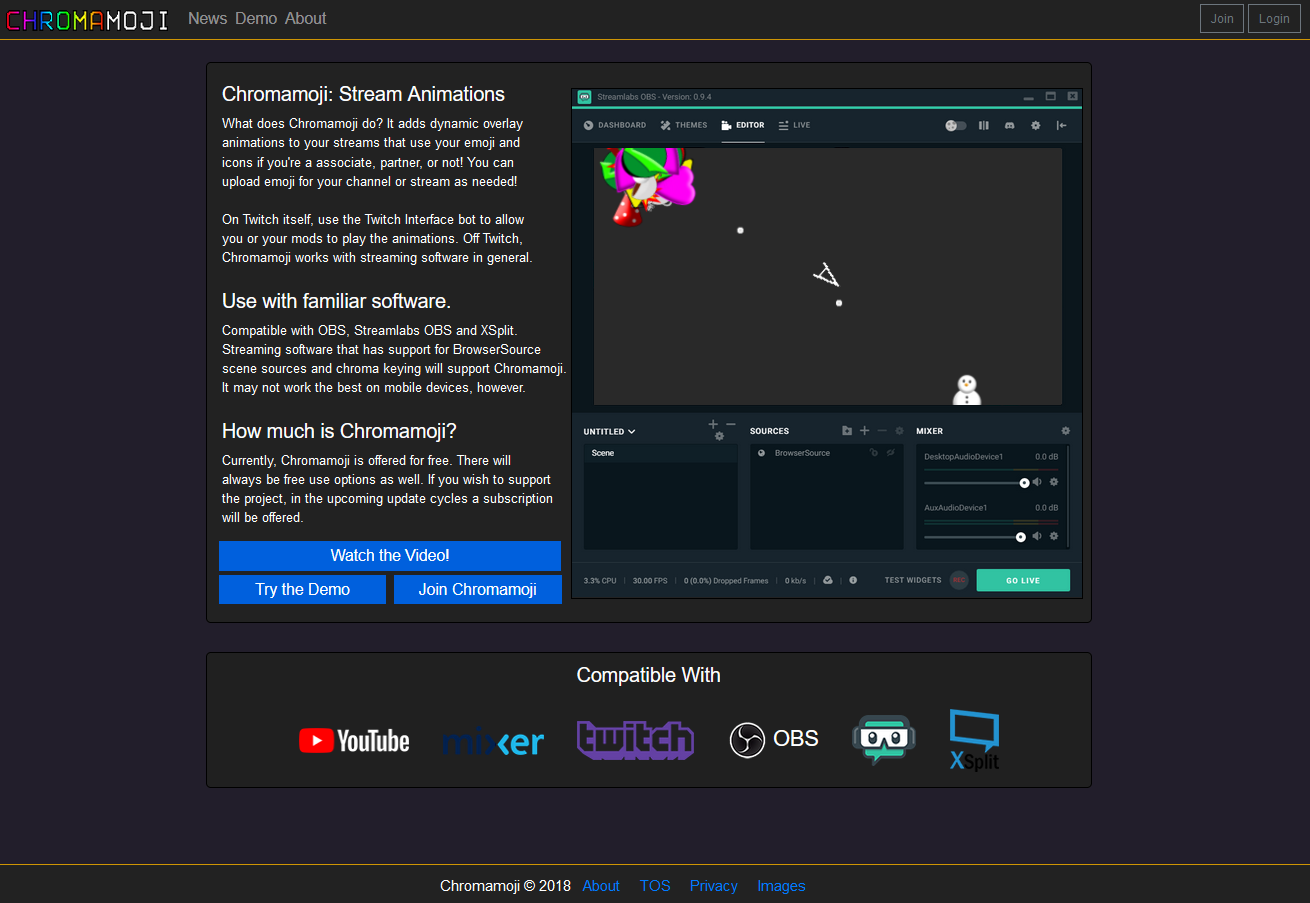 CHROMAMOJI News Demo About Join Login
Chromamoji: Stream Animations
What does Chromamoji do? It adds dynamic overlay
animations to your streams that use your emoji and
icons if you're a associate, partner, or not! You can
upload emoji for your channel or stream as needed!
On Twitch itself, use the Twitch Interface bot to allow
you or your mods to play the animations. Off Twitch,
Chromamoji works with streaming software in general.
Use with familiar software.
Compatible with OBS, Streamlabs OBS and XSplit.
Streaming software that has support for BrowserSource
scene sources and chroma keying will support Chromamoji.
It may not work the best on mobile devices, however.
How much is Chromamoji?
Currently, Chromamoji is offered for free. There will
always be free use options as well. If you wish to support
the project, in the upcoming update cycles a subscription
will be offered.
Watch the Video!
Try the Demo Join Chromamoji
Streamlabs OBS - Version: 0.9.4
DASHBOARD THEMES EDITOR LIVE
UNTITLED SOURCES MIXER
Scene BrowserSource DesktopAudioDevice1 0.0 dB
AuxAudioDevice1 0.0 dB
3.3% CPU | 30.00 FPS | 0 (0.0%) Dropped Frames | 0 kb/s | TEST WIDGETS REC GO LIVE
Compatible With
YouTube mixer twitch OBS XSplit
Chromamoji © 2018 About TOS Privacy Images